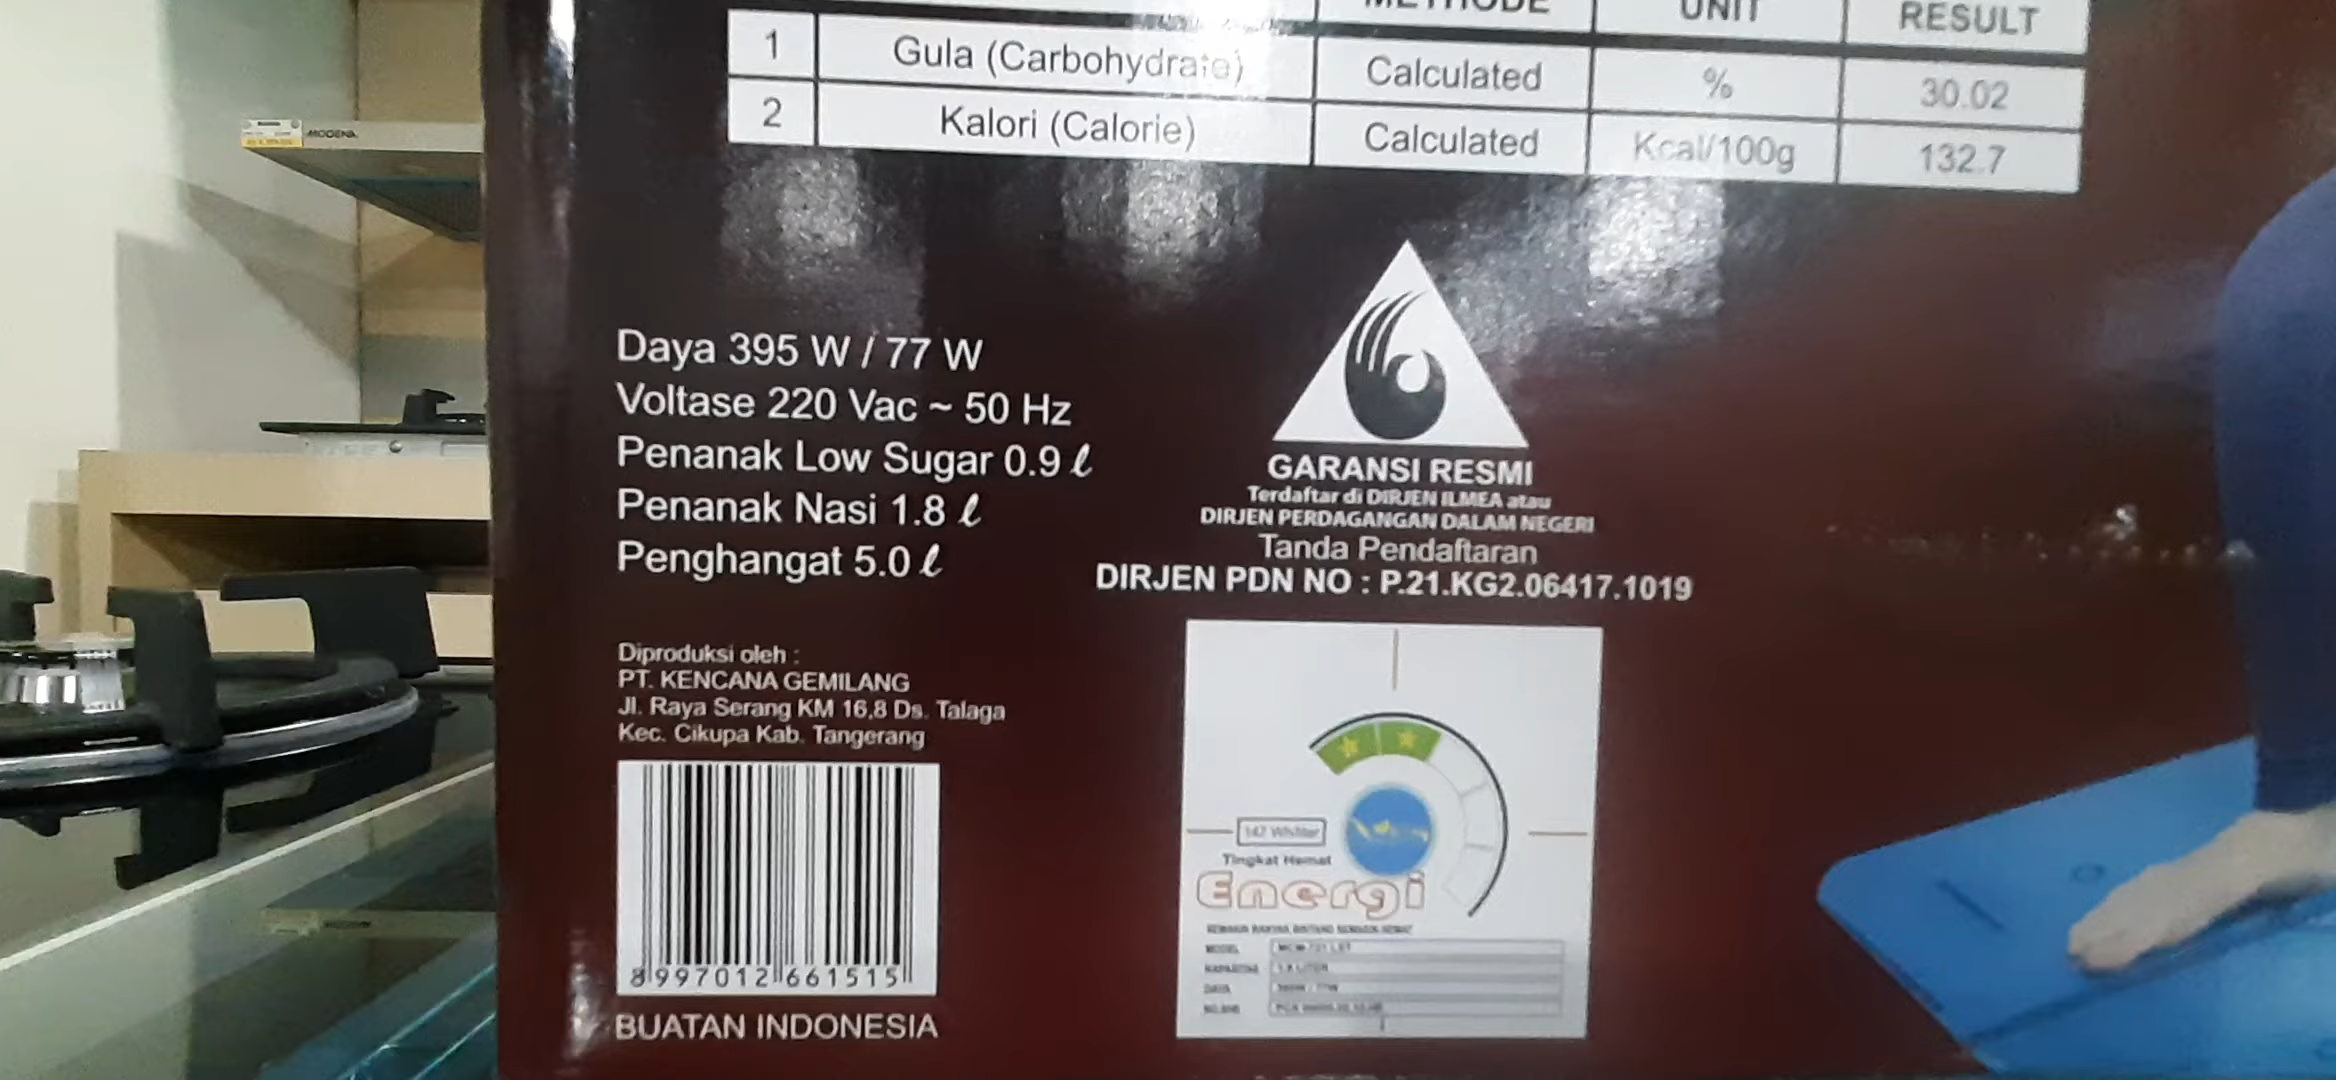 METHODE UNIT RESULT
1 Gula (Carbohydrate) Calculated % 30.02
2 Kalori (Calorie) Calculated Kcal/100g 132.7
MODENA
Daya 395 W / 77 W
Voltase 220 Vac ~ 50 Hz
Penanak Low Sugar 0.9 ℓ
Penanak Nasi 1.8 ℓ
Penghangat 5.0 ℓ
GARANSI RESMI
Terdaftar di DIRJEN ILMEA atau
DIRJEN PERDAGANGAN DALAM NEGERI
Tanda Pendaftaran
DIRJEN PDN NO : P.21.KG2.06417.1019
Diproduksi oleh :
PT. KENCANA GEMILANG
Jl. Raya Serang KM 16,8 Ds. Talaga
Kec. Cikupa Kab. Tangerang
8997012661515
BUATAN INDONESIA
Tingkat Hemat
Energi
MODEL
KAPASITAS
DAYA